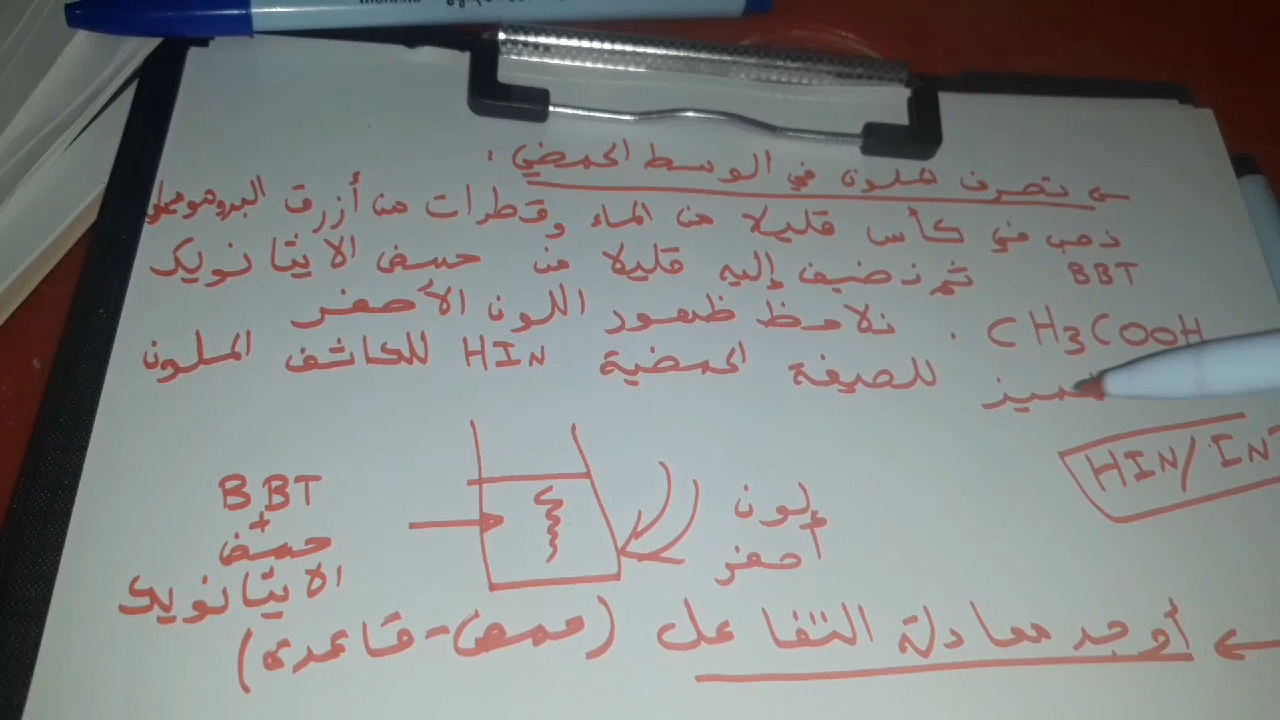 ← تصرف ملون في الوسط الحمضي :
نصب في كأس قليلا من الماء وقطرات من أزرق البروموتيمول
BBT ثم نضيف إليه قليلا من حمض الايثانويك
CH3COOH . نلاحظ ظهور اللون الأصفر
المميز للصيغة الحمضية HIN للكاشف الملون
HIN/IN
BBT
+
حمض
الايثانويك
لون
أصفر
← أوجد معادلة التفاعل (حمض-قاعدة)